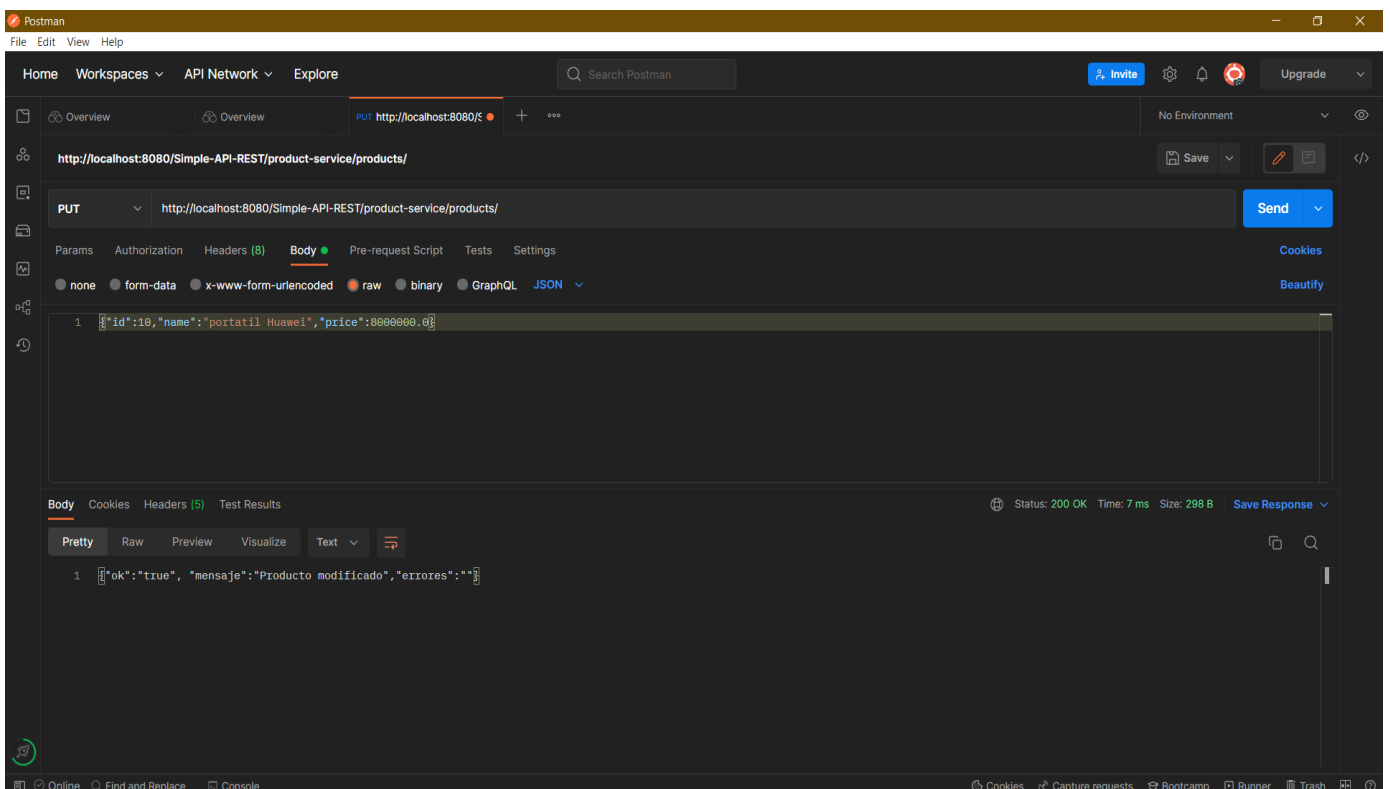 Postman
File Edit View Help
Home Workspaces API Network Explore Search Postman Invite Upgrade
Overview Overview PUT http://localhost:8080/S No Environment
http://localhost:8080/Simple-API-REST/product-service/products/ Save
PUT http://localhost:8080/Simple-API-REST/product-service/products/ Send
Params Authorization Headers (8) Body Pre-request Script Tests Settings Cookies
none form-data x-www-form-urlencoded raw binary GraphQL JSON Beautify
1 {"id":10,"name":"portatil Huawei","price":8000000.0}
Body Cookies Headers (5) Test Results Status: 200 OK Time: 7 ms Size: 298 B Save Response
Pretty Raw Preview Visualize Text
1 {"ok":"true", "mensaje":"Producto modificado","errores":""}
Online Find and Replace Console Cookies Capture requests Bootcamp Runner Trash